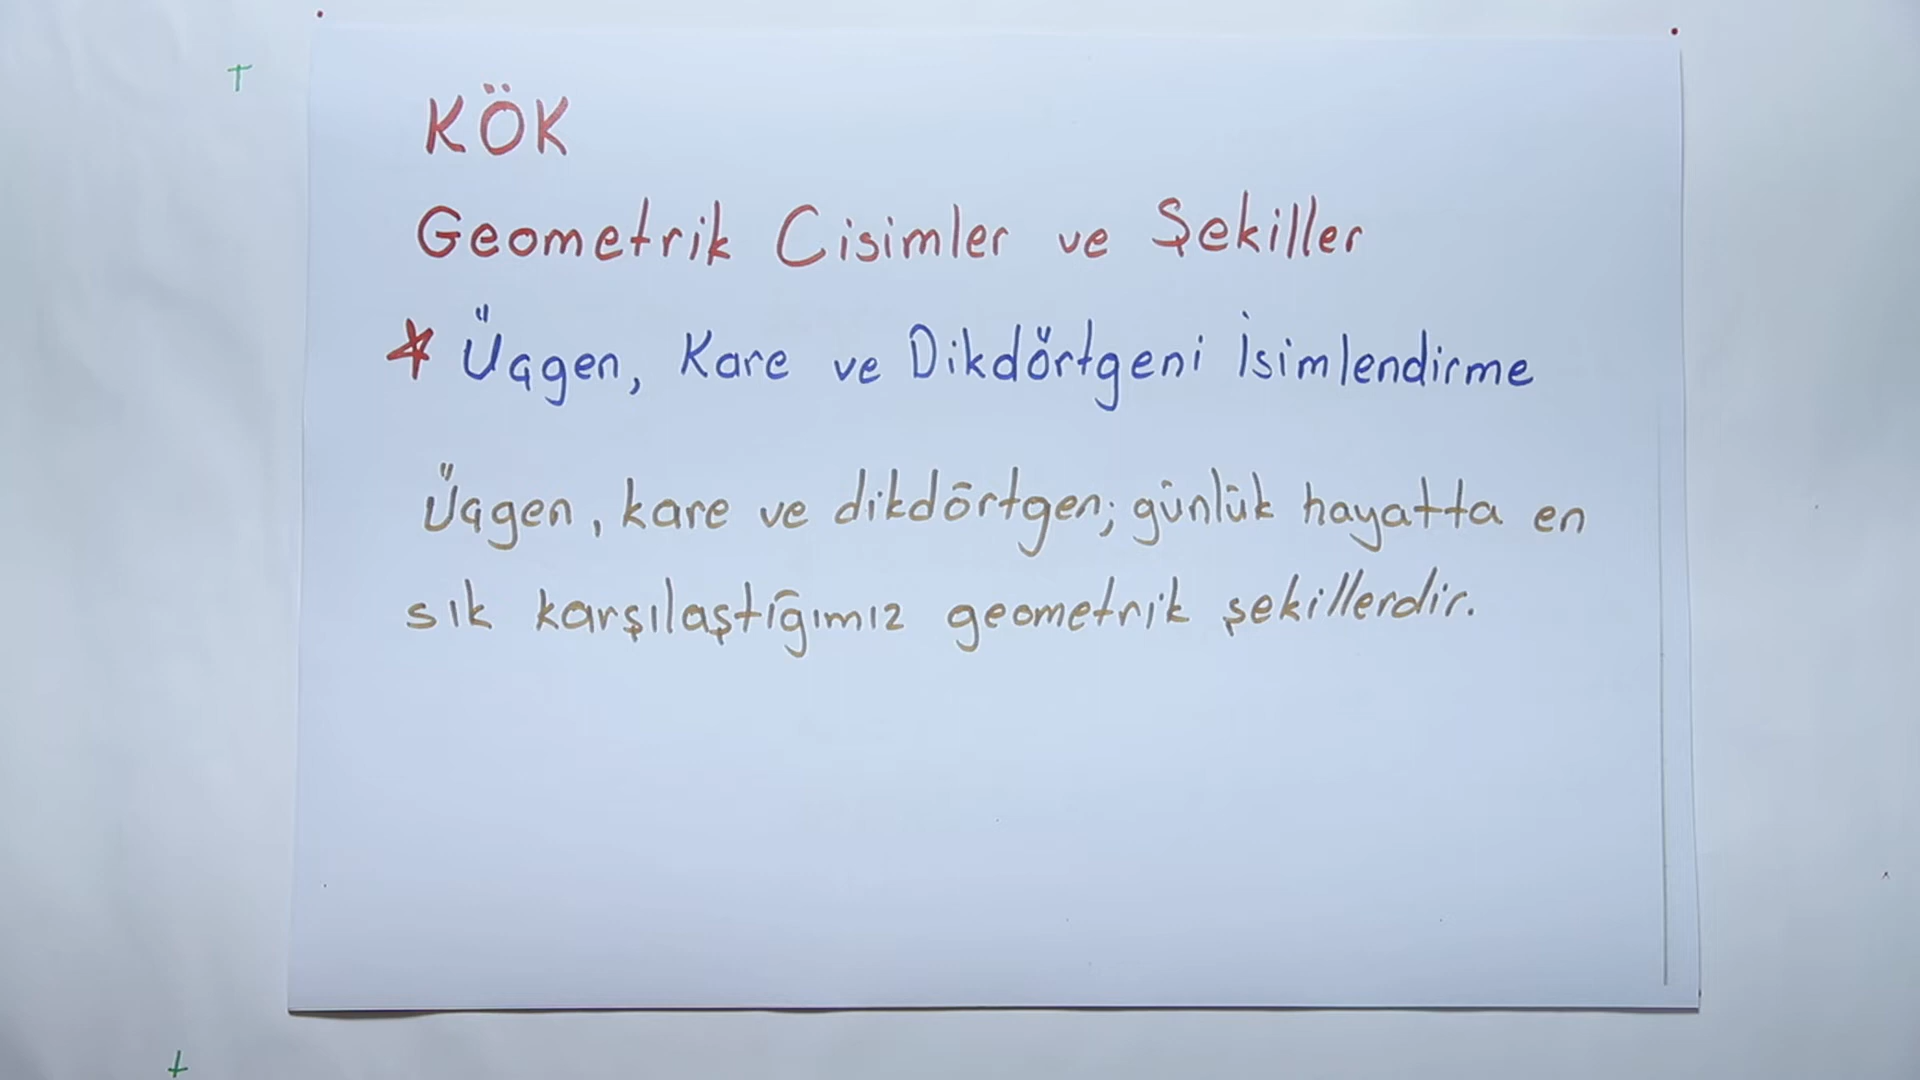 KÖK
Geometrik Cisimler ve Şekiller
Üçgen, Kare ve Dikdörtgeni İsimlendirme
Üçgen, kare ve dikdörtgen; günlük hayatta en
sık karşılaştığımız geometrik şekillerdir.